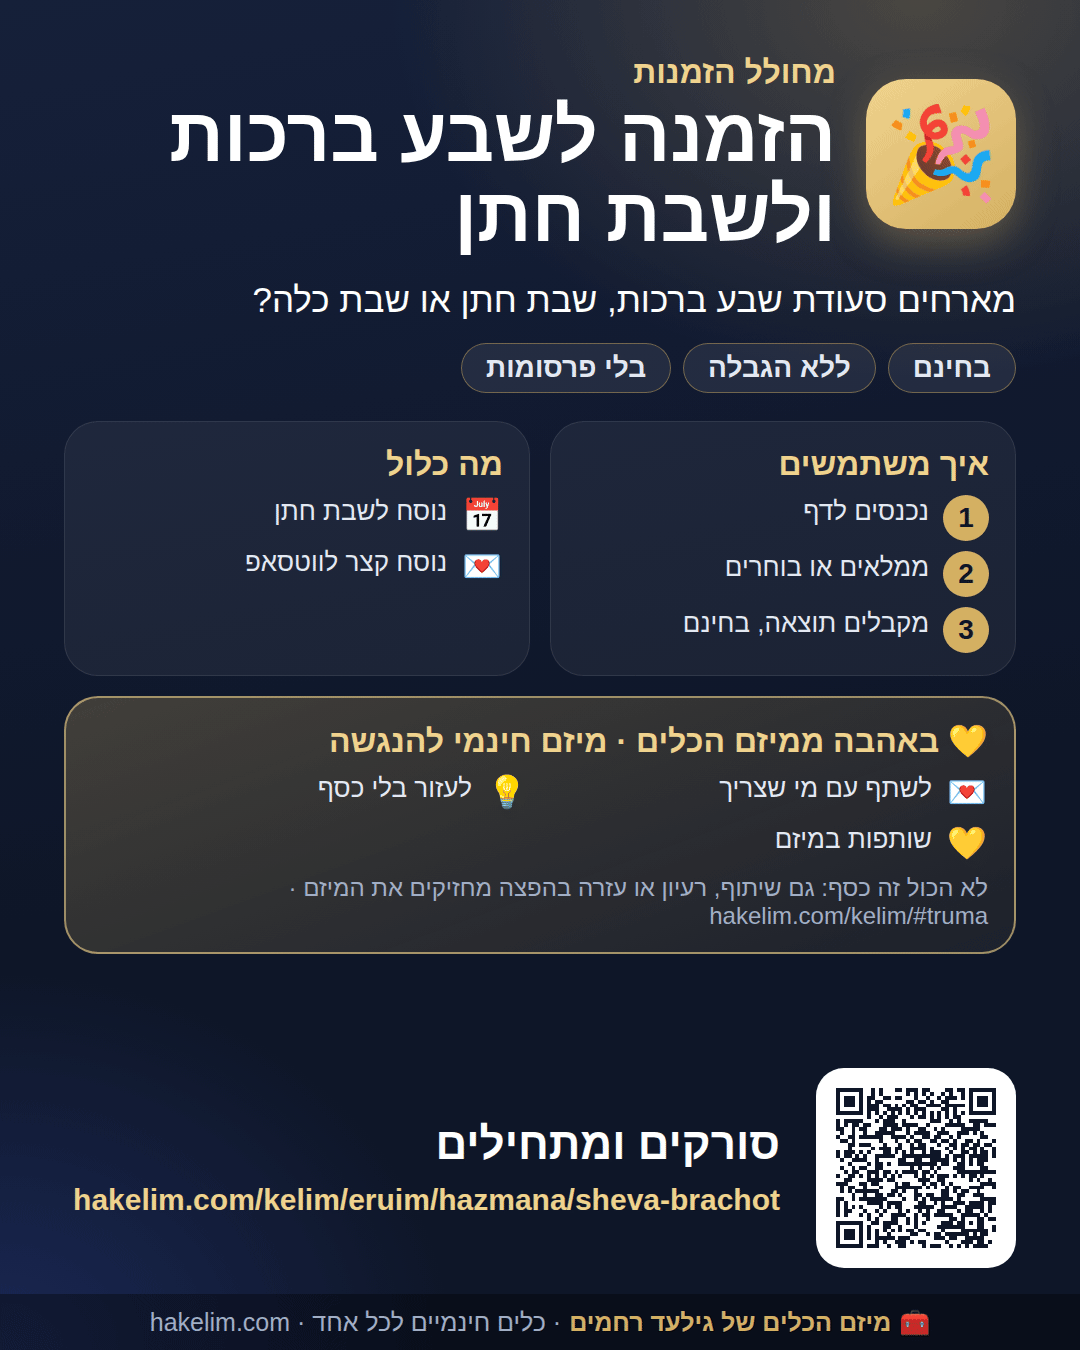 מחולל הזמנות
הזמנה לשבע ברכות
ולשבת חתן
מארחים סעודת שבע ברכות, שבת חתן או שבת כלה?
בחינם
ללא הגבלה
בלי פרסומות
איך משתמשים
1 נכנסים לדף
2 ממלאים או בוחרים
3 מקבלים תוצאה, בחינם
מה כלול
July 17 נוסח לשבת חתן
נוסח קצר לווטסאפ
באהבה ממיזם הכלים · מיזם חינמי להנגשה
לשתף עם מי שצריך
לעזור בלי כסף
שותפות במיזם
לא הכול זה כסף: גם שיתוף, רעיון או עזרה בהפצה מחזיקים את המיזם ·
hakelim.com/kelim/#truma
סורקים ומתחילים
hakelim.com/kelim/eruim/hazmana/sheva-brachot
מיזם הכלים של גילעד רחמים · כלים חינמיים לכל אחד · hakelim.com